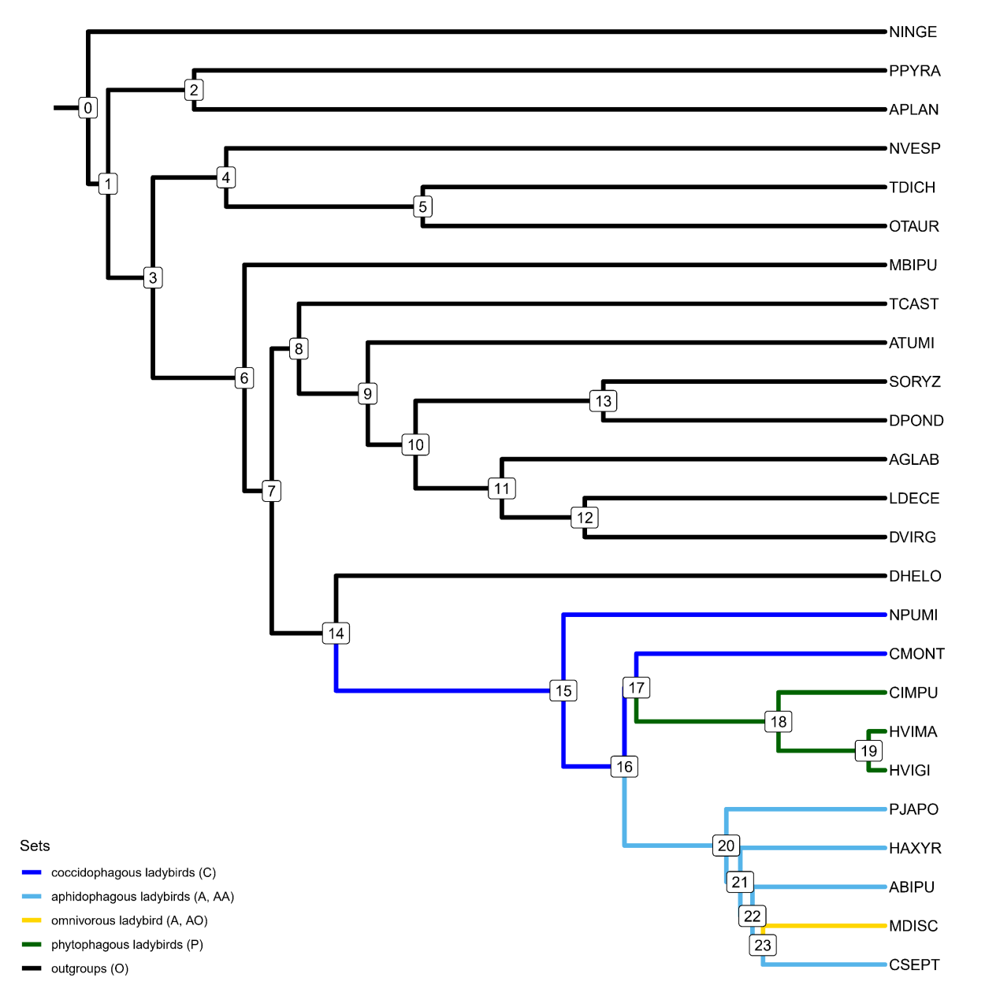 NINGE
PPYRA
2
0
APLAN
NVESP
4
1
TDICH
5
OTAUR
MBIPU
3
TCAST
8
ATUMI
6
SORYZ
9
13
DPOND
10
AGLAB
11
7
LDECE
12
DVIRG
DHELO
NPUMI
14
CMONT
17
15
CIMPU
18
HVIMA
19
16
HVIGI
PJAPO
20
HAXYR
21
ABIPU
22
MDISC
23
CSEPT
Sets
coccidophagous ladybirds (C)
aphidophagous ladybirds (A, AA)
omnivorous ladybird (A, AO)
phytophagous ladybirds (P)
outgroups (O)